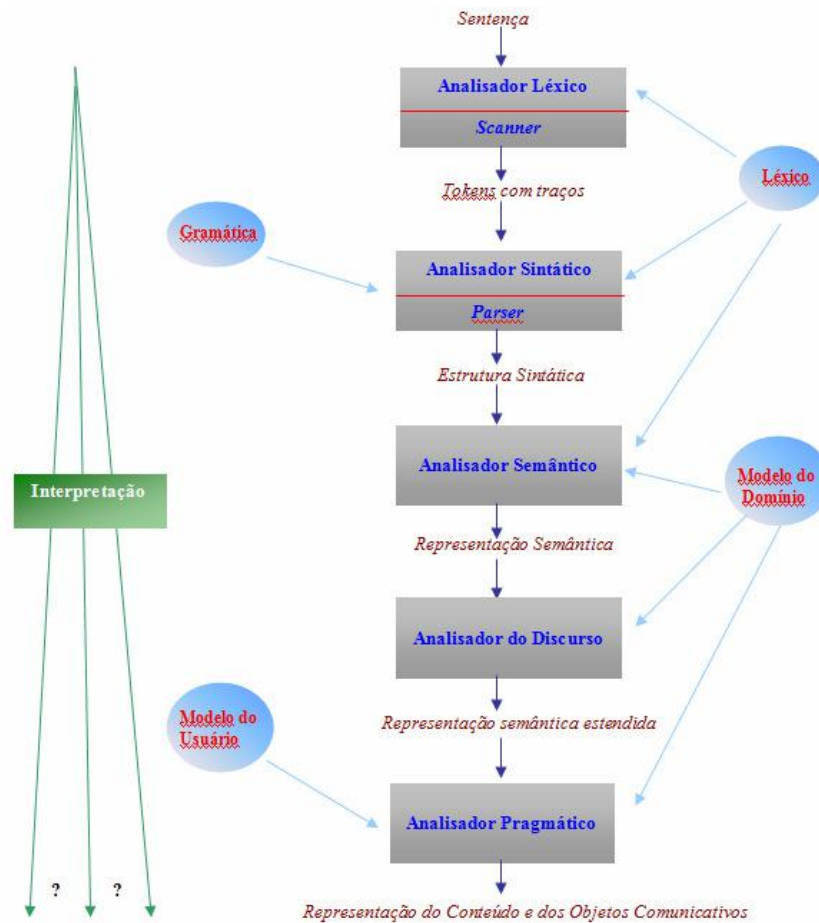 Sentença
Analisador Léxico
Scanner
Léxico
Tokens com traços
Gramática
Analisador Sintático
Parser
Estrutura Sintática
Analisador Semântico
Modelo do
Domínio
Interpretação
Representação Semântica
Analisador do Discurso
Modelo do
Usuário
Representação semântica estendida
Analisador Pragmático
? ?
Representação do Conteúdo e dos Objetos Comunicativos